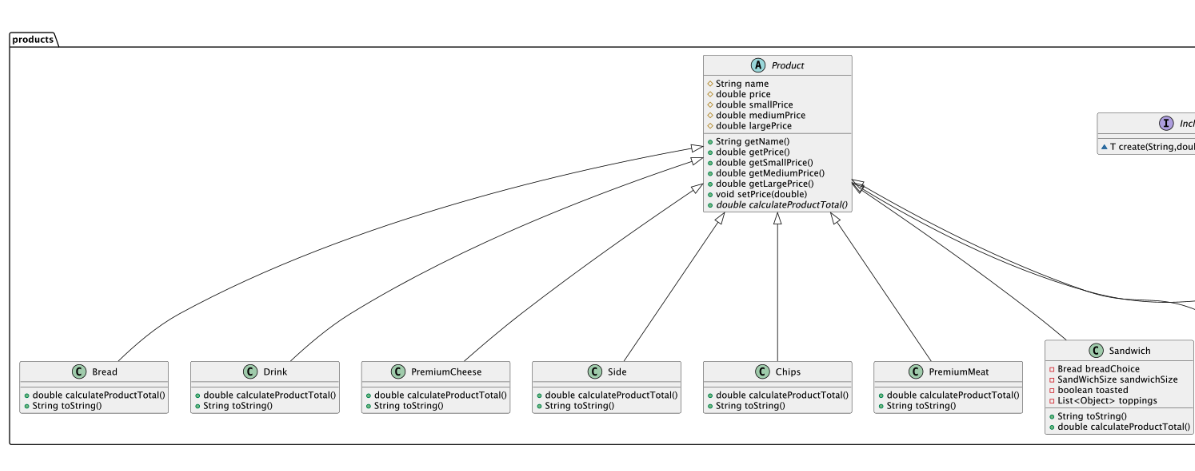 products
A Product
String name
double price
double smallPrice
double mediumPrice
double largePrice
String getName()
double getPrice()
double getSmallPrice()
double getMediumPrice()
double getLargePrice()
void setPrice(double)
double calculateProductTotal()
I Incl
T create(String,doub
C Bread
double calculateProductTotal()
String toString()
C Drink
double calculateProductTotal()
String toString()
C PremiumCheese
double calculateProductTotal()
String toString()
C Side
double calculateProductTotal()
String toString()
C Chips
double calculateProductTotal()
String toString()
C PremiumMeat
double calculateProductTotal()
String toString()
C Sandwich
Bread breadChoice
SandWichSize sandwichSize
boolean toasted
List<Object> toppings
String toString()
double calculateProductTotal()